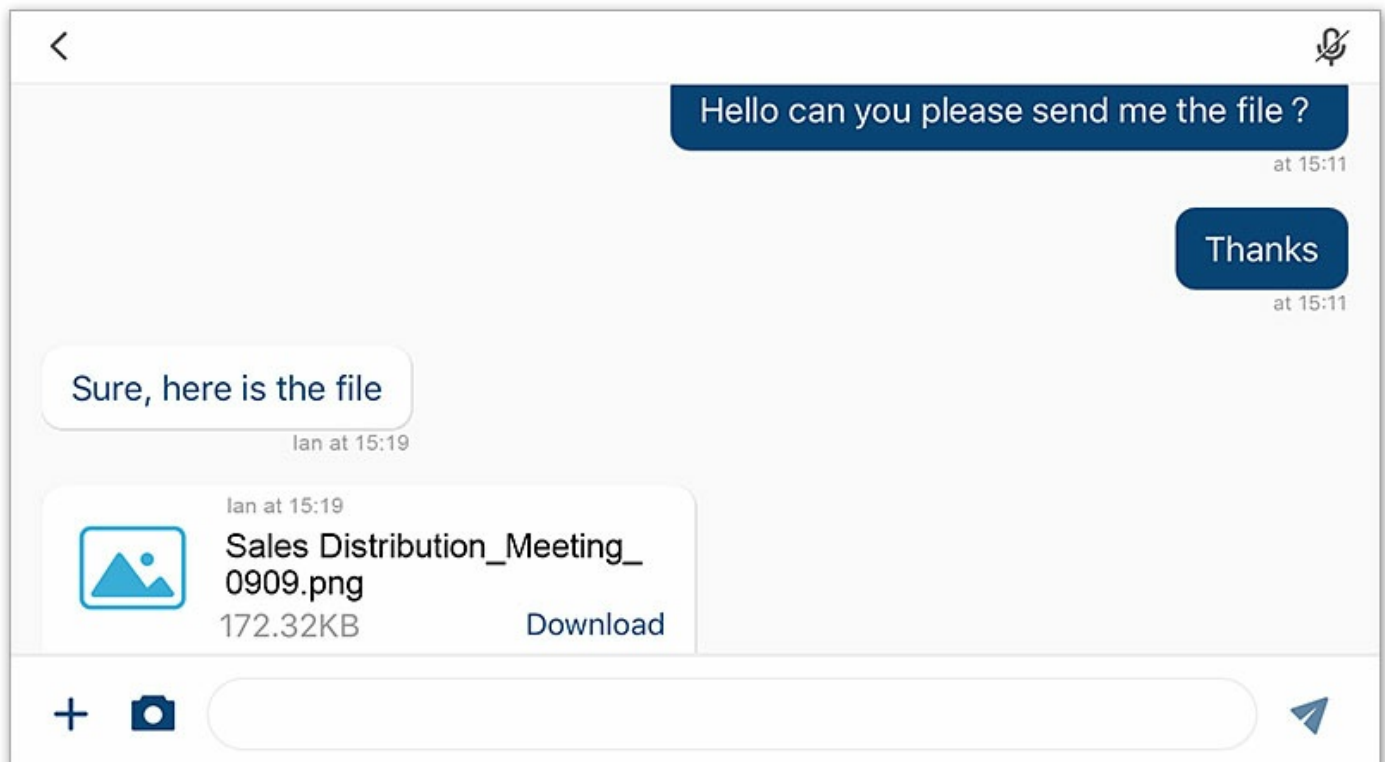 Hello can you please send me the file ?
at 15:11
Thanks
at 15:11
Sure, here is the file
Ian at 15:19
Ian at 15:19
Sales Distribution_Meeting_
0909.png
172.32KB Download